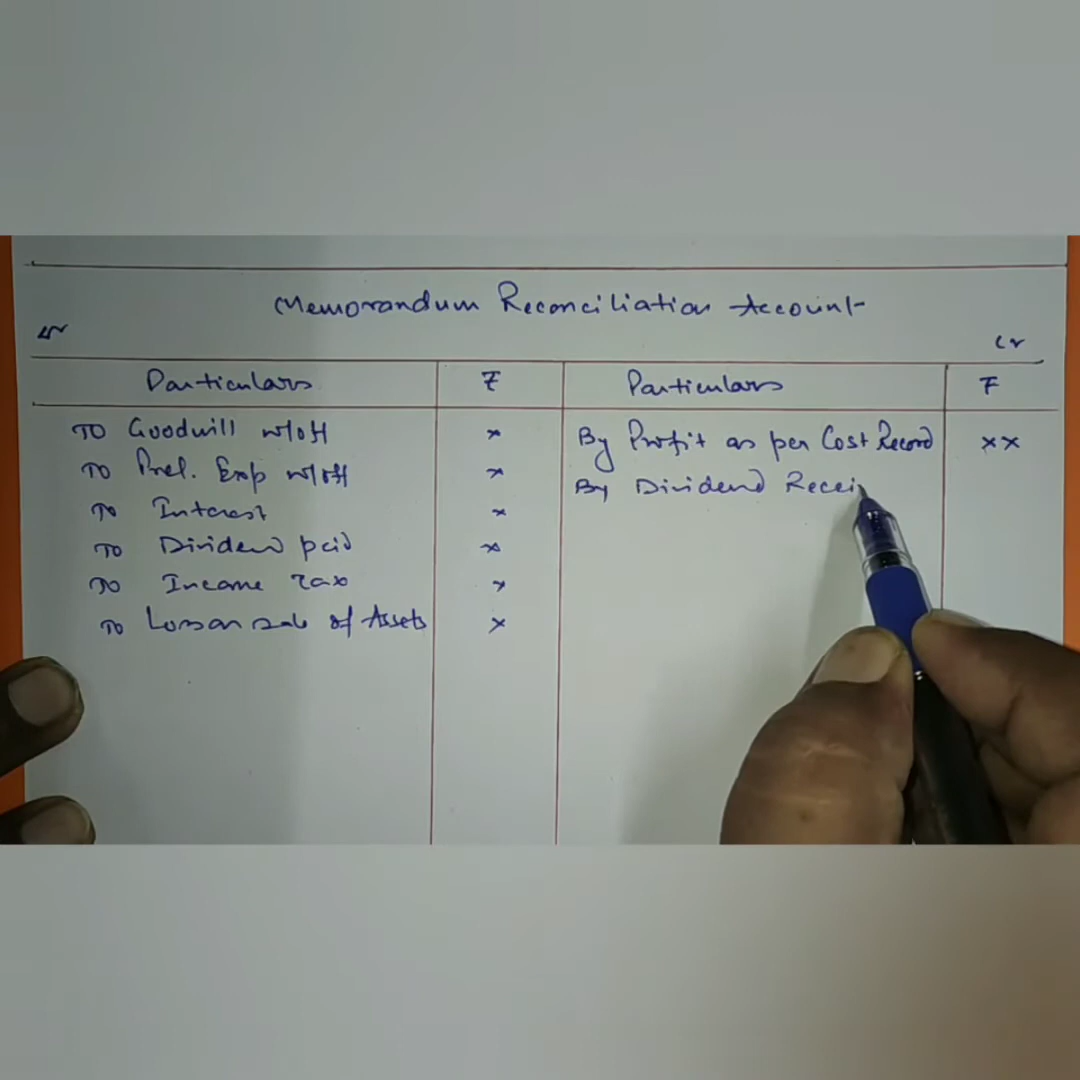 Memorandum Reconciliation Account
Dr
Cr
Particulars ₹ Particulars ₹
To Goodwill w/off × By Profit as per Cost Record ××
To Prel. Exp w/off × By Dividend Recei
To Interest ×
To Dividend paid ×
To Income Tax ×
To Loss on sale of Assets ×